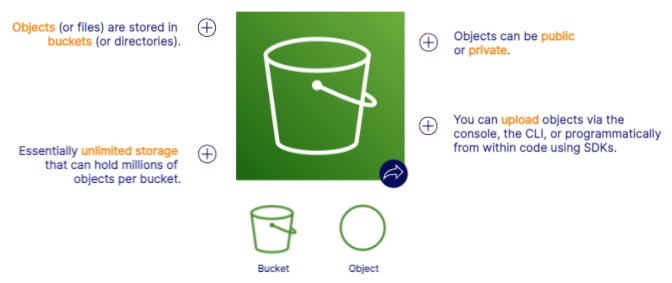 Objects (or files) are stored in
buckets (or directories).
Objects can be public
or private.
Essentially unlimited storage
that can hold millions of
objects per bucket.
You can upload objects via the
console, the CLI, or programmatically
from within code using SDKs.
Bucket
Object